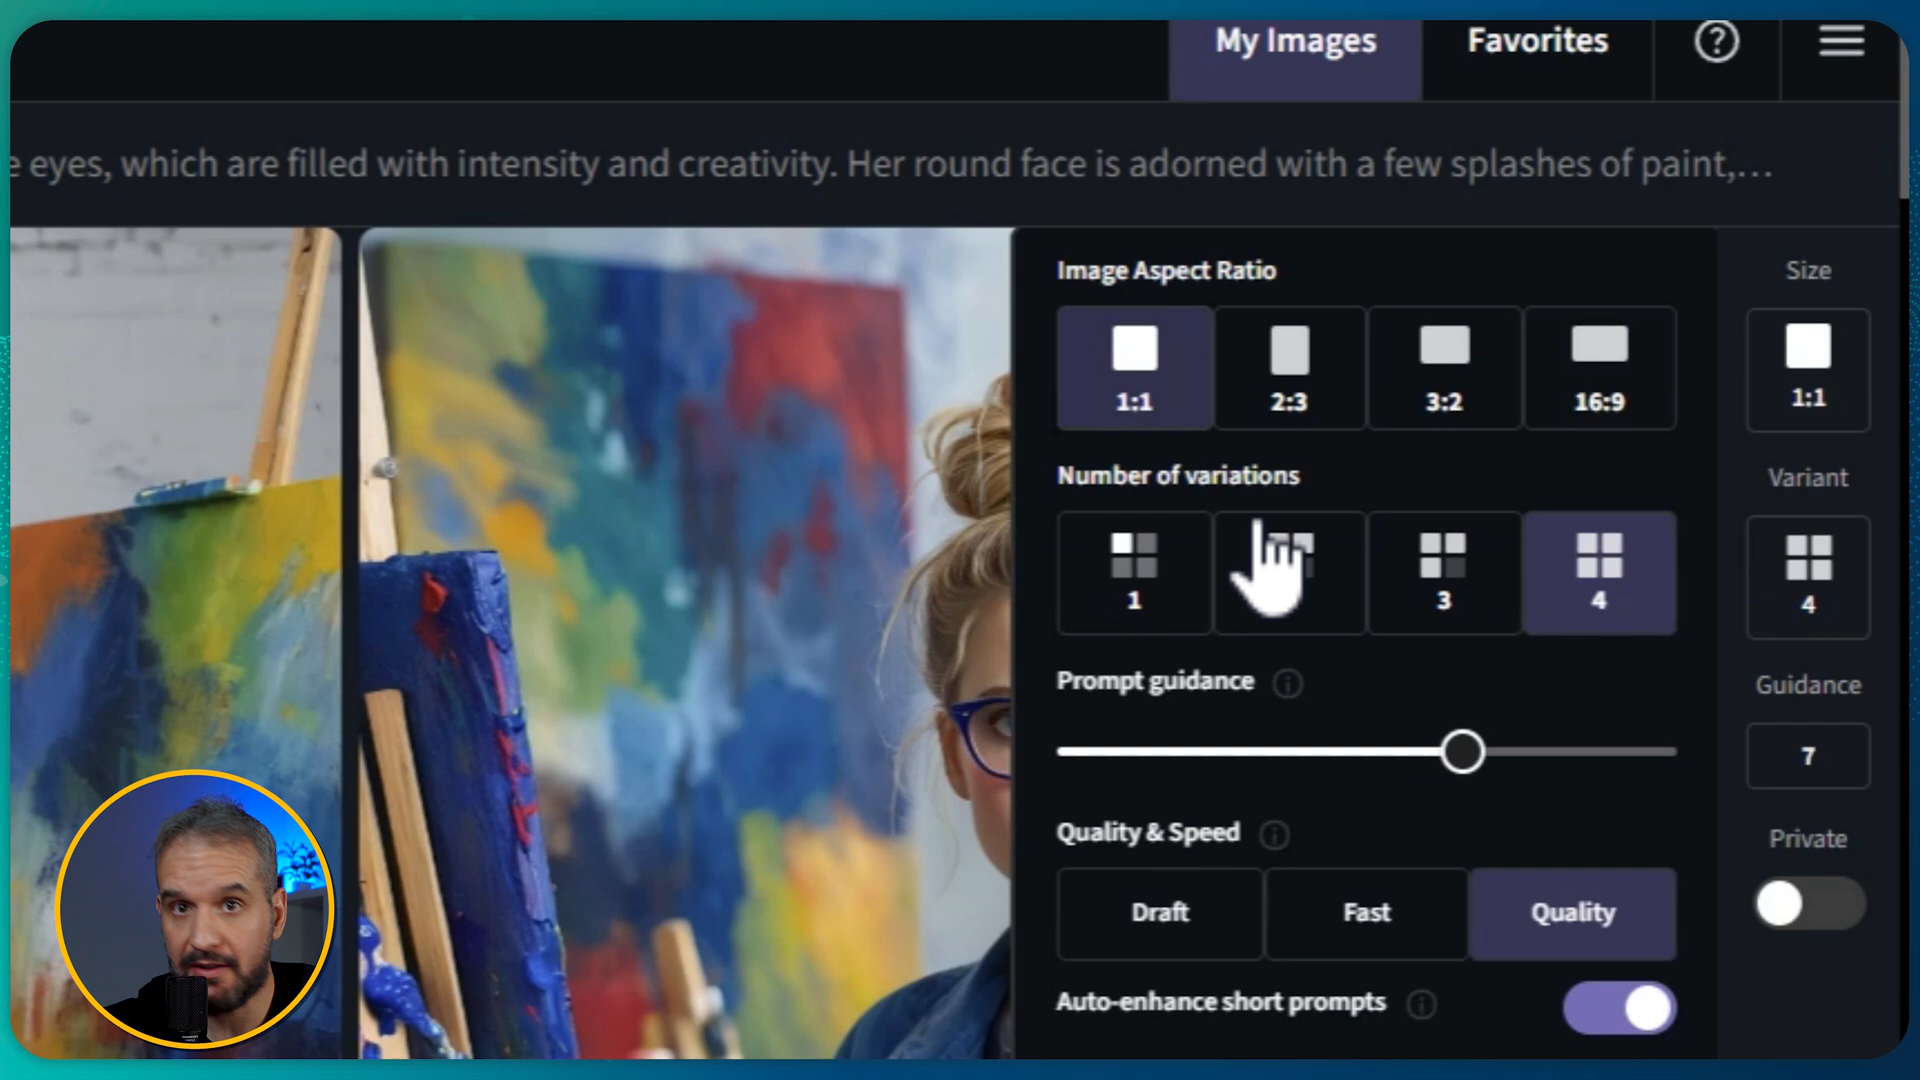 My Images Favorites
e eyes, which are filled with intensity and creativity. Her round face is adorned with a few splashes of paint,...
Image Aspect Ratio
1:1 2:3 3:2 16:9
Number of variations
1 3 4
Prompt guidance
Quality & Speed
Draft Fast Quality
Auto-enhance short prompts
Size
1:1
Variant
4
Guidance
7
Private